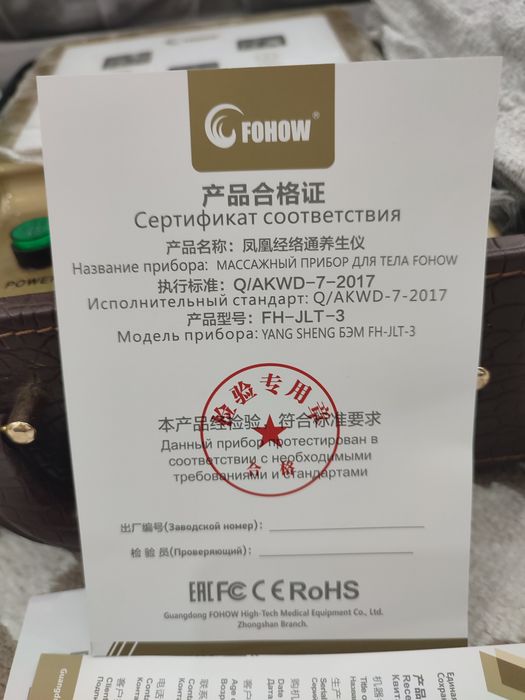 FOHOW®
产品合格证
Сертификат соответствия
产品名称：凤凰经络通养生仪
Название прибора: МАССАЖНЫЙ ПРИБОР ДЛЯ ТЕЛА FOHOW
执行标准：Q/AKWD-7-2017
Исполнительный стандарт: Q/AKWD-7-2017
产品型号：FH-JLT-3
Модель прибора: YANG SHENG БЭМ FH-JLT-3
检验专用章
本产品经检验，符合标准要求
Данный прибор протестирован в
соответствии с необходимыми
требованиями и стандартами
合格
出厂编号(Заводской номер)：
检验员(Проверяющий)：
EAC FC CE RoHS
Guangdong FOHOW High-Tech Medical Equipment Co., Ltd.
Zhongshan Branch.